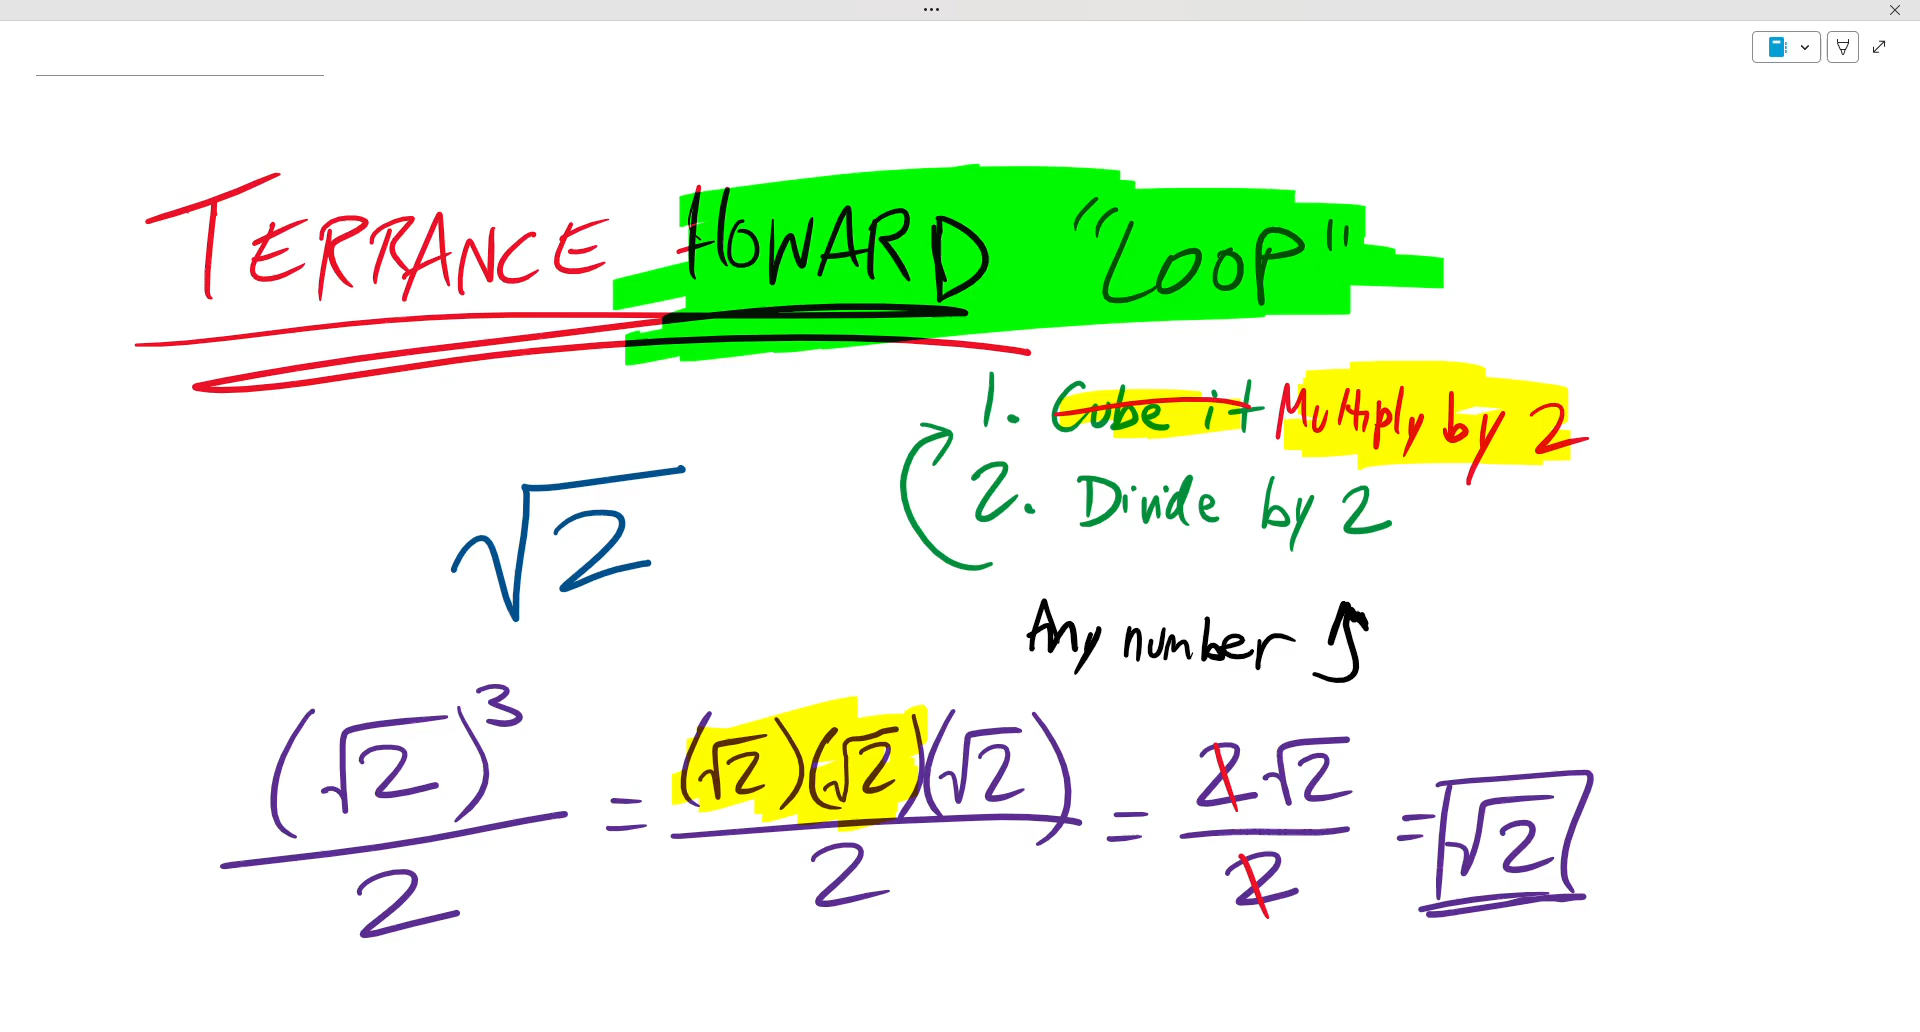 TERRANCE HOWARD "LOOP"
1. Cube it Multiply by 2
2. Divide by 2
√2
Any number
(√2)³/2 = (√2)(√2)(√2)/2 = 2√2/2 = √2